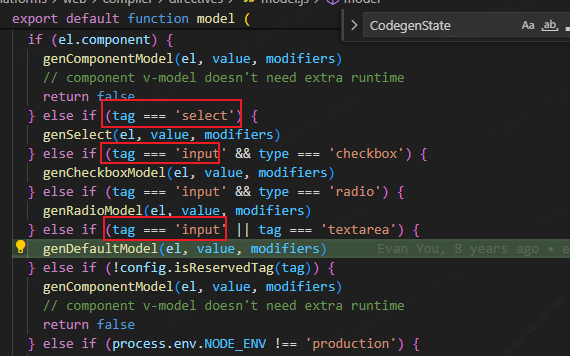 platforms > web > compiler > directives > model.js > model
export default function model (
CodegenState
Aa ab
if (el.component) {
genComponentModel(el, value, modifiers)
// component v-model doesn't need extra runtime
return false
} else if (tag === 'select') {
genSelect(el, value, modifiers)
} else if (tag === 'input' && type === 'checkbox') {
genCheckboxModel(el, value, modifiers)
} else if (tag === 'input' && type === 'radio') {
genRadioModel(el, value, modifiers)
} else if (tag === 'input' || tag === 'textarea') {
genDefaultModel(el, value, modifiers) Evan You, 8 years ago • e
} else if (!config.isReservedTag(tag)) {
genComponentModel(el, value, modifiers)
// component v-model doesn't need extra runtime
return false
} else if (process.env.NODE_ENV !== 'production') {